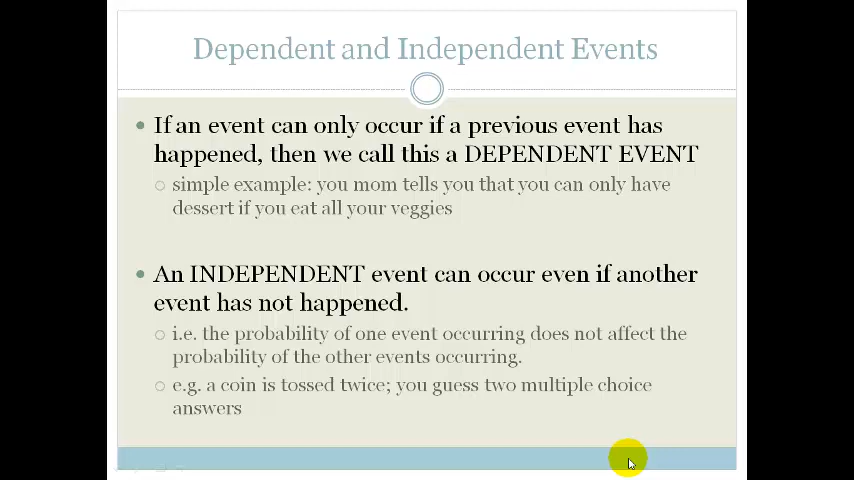 Dependent and Independent Events
If an event can only occur if a previous event has
happened, then we call this a DEPENDENT EVENT
simple example: you mom tells you that you can only have
dessert if you eat all your veggies
An INDEPENDENT event can occur even if another
event has not happened.
i.e. the probability of one event occurring does not affect the
probability of the other events occurring.
e.g. a coin is tossed twice; you guess two multiple choice
answers